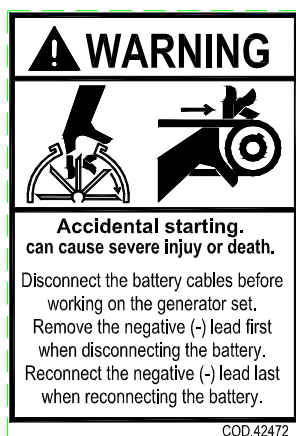 WARNING
Accidental starting.
can cause severe injuy or death.
Disconnect the battery cables before
working on the generator set.
Remove the negative (-) lead first
when disconnecting the battery.
Reconnect the negative (-) lead last
when reconnecting the battery.
COD.42472